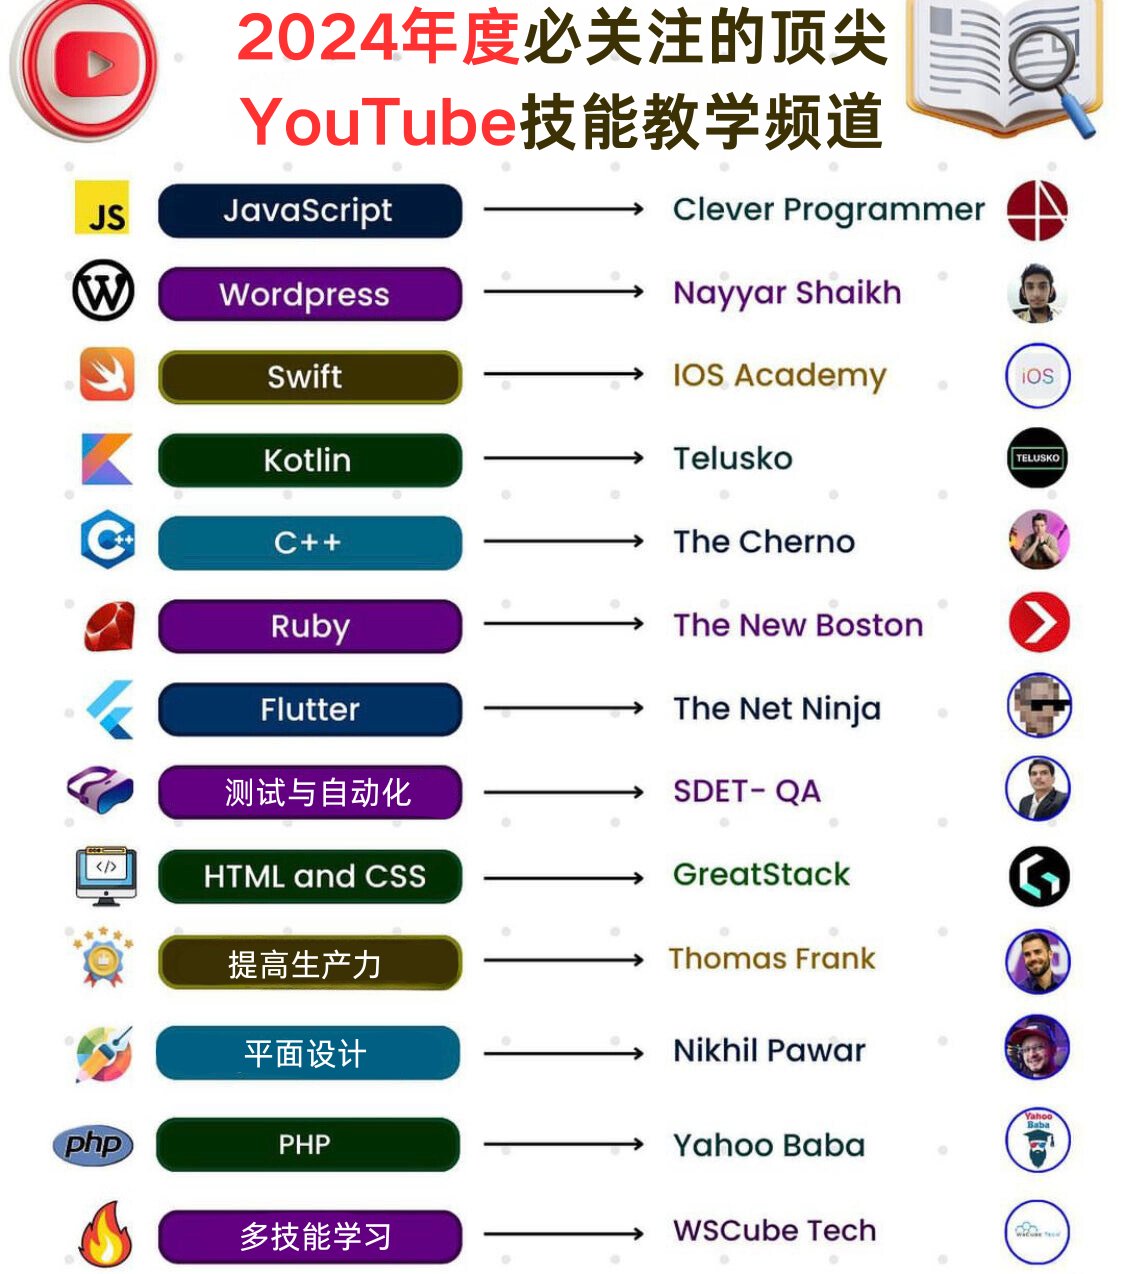 2024年度必关注的顶尖
YouTube技能教学频道
JS JavaScript Clever Programmer
W Wordpress Nayyar Shaikh
Swift IOS Academy iOS
Kotlin Telusko TELUSKO
C++ C++ The Cherno
Ruby The New Boston
Flutter The Net Ninja
测试与自动化 SDET- QA
</> HTML and CSS GreatStack
提高生产力 Thomas Frank
平面设计 Nikhil Pawar
php PHP Yahoo Baba Yahoo Baba
多技能学习 WSCube Tech WsCube Tech